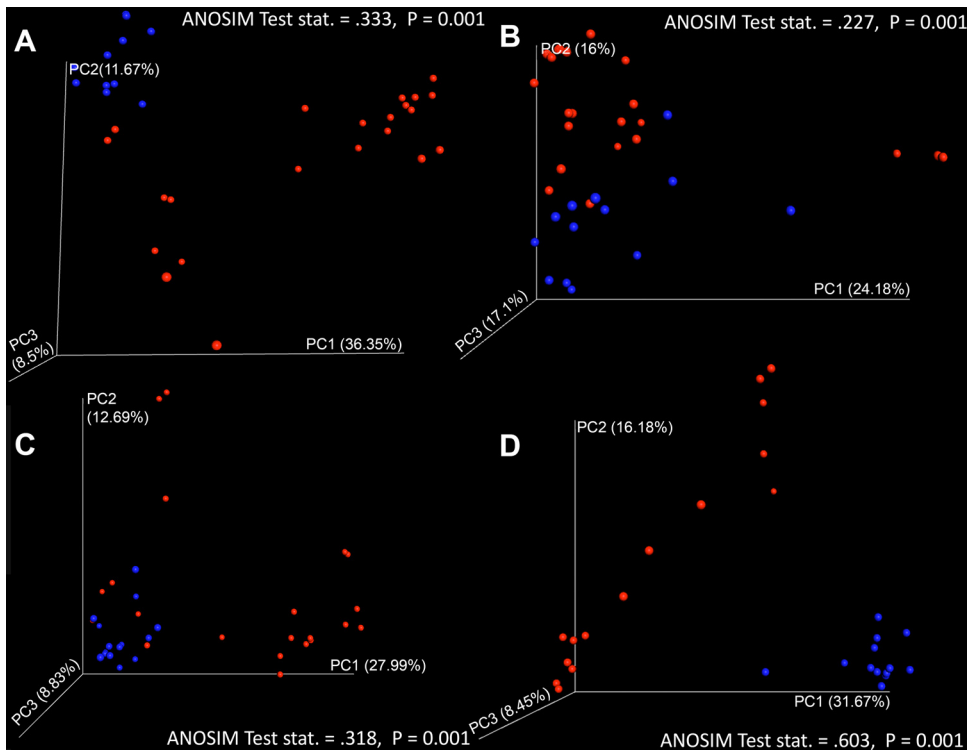 A
ANOSIM Test stat. = .333, P = 0.001
PC2(11.67%)
PC3
(8.5%)
PC1 (36.35%)
B
ANOSIM Test stat. = .227, P = 0.001
PC2 (16%)
PC3 (17.1%)
PC1 (24.18%)
C
PC2
(12.69%)
PC3 (8.83%)
PC1 (27.99%)
ANOSIM Test stat. = .318, P = 0.001
D
PC2 (16.18%)
PC3 (8.45%)
PC1 (31.67%)
ANOSIM Test stat. = .603, P = 0.001